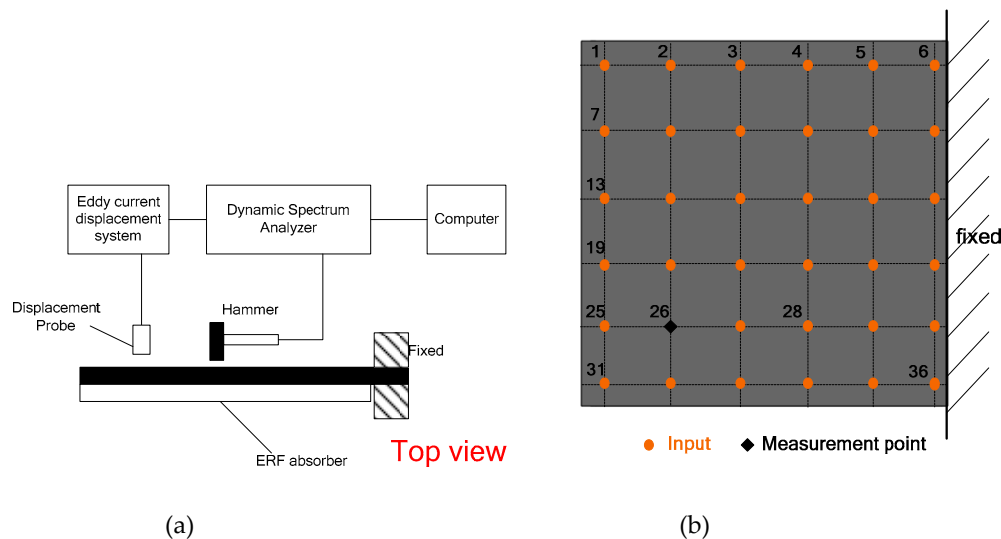 Eddy current
displacement
system
Dynamic Spectrum
Analyzer
Computer
Displacement
Probe
Hammer
Fixed
ERF absorber
Top view
(a)
1 2 3 4 5 6
7
13
19
25 26 28
31 36
fixed
Input Measurement point
(b)